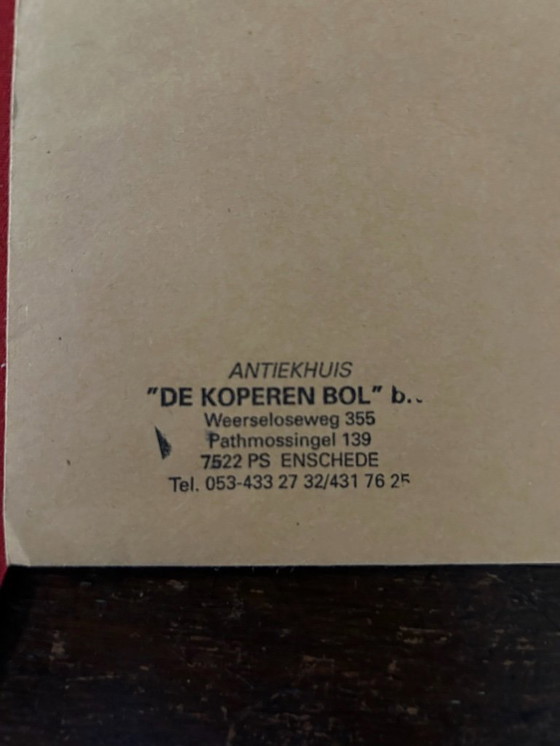 ANTIEKHUIS
"DE KOPEREN BOL"
Weerseloseweg 355
Pathmossingel 139
7522 PS ENSCHEDE
Tel. 053-433 27 32/431 76 25